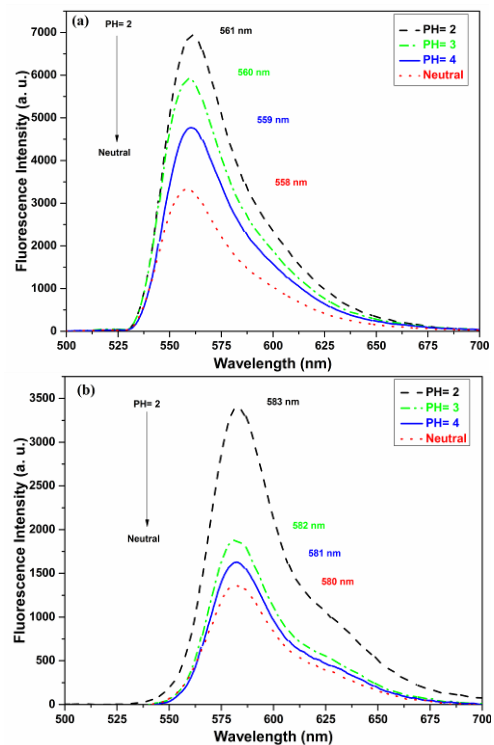 (a)
PH= 2
561 nm
PH= 2
PH= 3
PH= 4
Neutral
560 nm
559 nm
Neutral
558 nm
Fluorescence Intensity (a. u.)
7000
6000
5000
4000
3000
2000
1000
0
500 525 550 575 600 625 650 675 700
Wavelength (nm)
(b)
PH= 2
583 nm
PH= 2
PH= 3
PH= 4
Neutral
582 nm
581 nm
Neutral
580 nm
Fluorescence Intensity (a. u.)
3500
3000
2500
2000
1500
1000
500
0
500 525 550 575 600 625 650 675 700
Wavelength (nm)